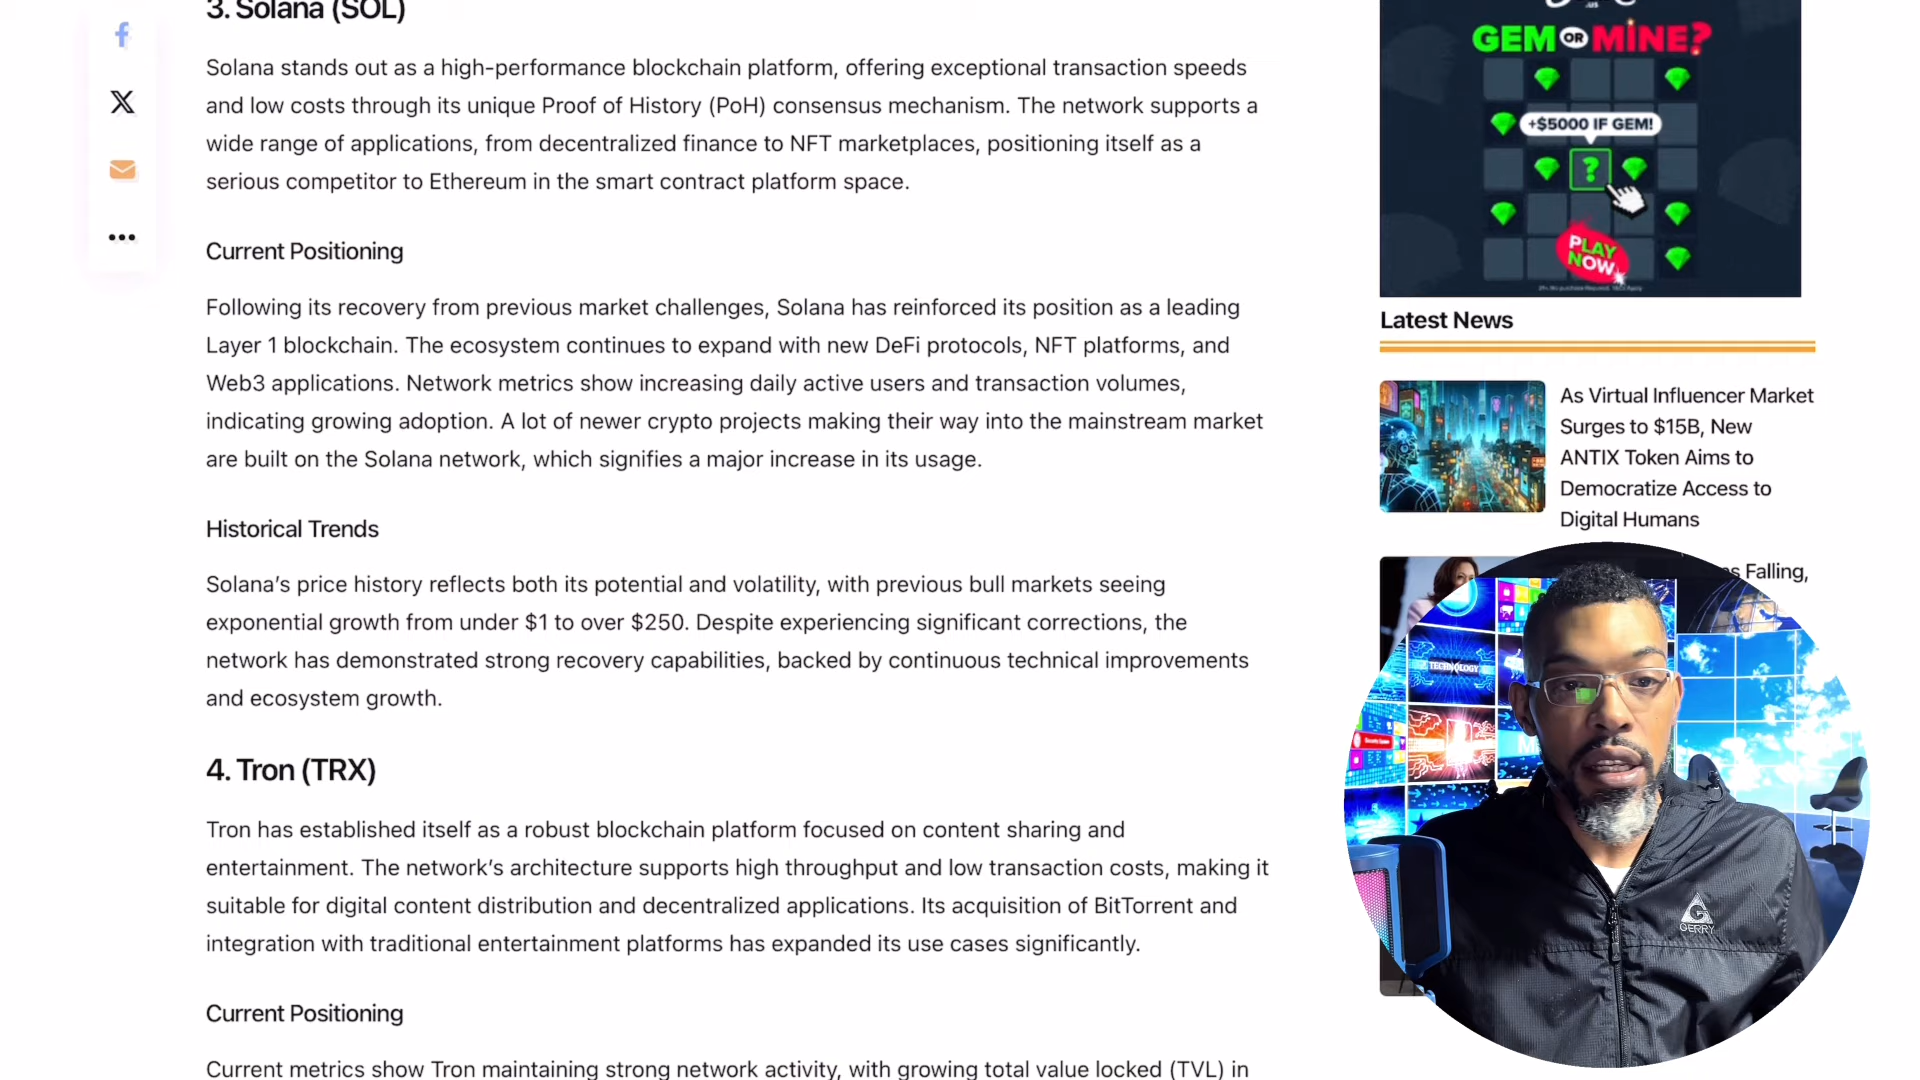 3. Solana (SOL)
Solana stands out as a high-performance blockchain platform, offering exceptional transaction speeds
and low costs through its unique Proof of History (PoH) consensus mechanism. The network supports a
wide range of applications, from decentralized finance to NFT marketplaces, positioning itself as a
serious competitor to Ethereum in the smart contract platform space.
Current Positioning
Following its recovery from previous market challenges, Solana has reinforced its position as a leading
Layer 1 blockchain. The ecosystem continues to expand with new DeFi protocols, NFT platforms, and
Web3 applications. Network metrics show increasing daily active users and transaction volumes,
indicating growing adoption. A lot of newer crypto projects making their way into the mainstream market
are built on the Solana network, which signifies a major increase in its usage.
Historical Trends
Solana’s price history reflects both its potential and volatility, with previous bull markets seeing
exponential growth from under $1 to over $250. Despite experiencing significant corrections, the
network has demonstrated strong recovery capabilities, backed by continuous technical improvements
and ecosystem growth.
4. Tron (TRX)
Tron has established itself as a robust blockchain platform focused on content sharing and
entertainment. The network’s architecture supports high throughput and low transaction costs, making it
suitable for digital content distribution and decentralized applications. Its acquisition of BitTorrent and
integration with traditional entertainment platforms has expanded its use cases significantly.
Current Positioning
Current metrics show Tron maintaining strong network activity, with growing total value locked (TVL) in
GEM OR MINE?
+$5000 IF GEM!
?
PLAY
NOW
Latest News
As Virtual Influencer Market
Surges to $15B, New
ANTIX Token Aims to
Democratize Access to
Digital Humans
Falling,
TECHNOLOGY
GERRY